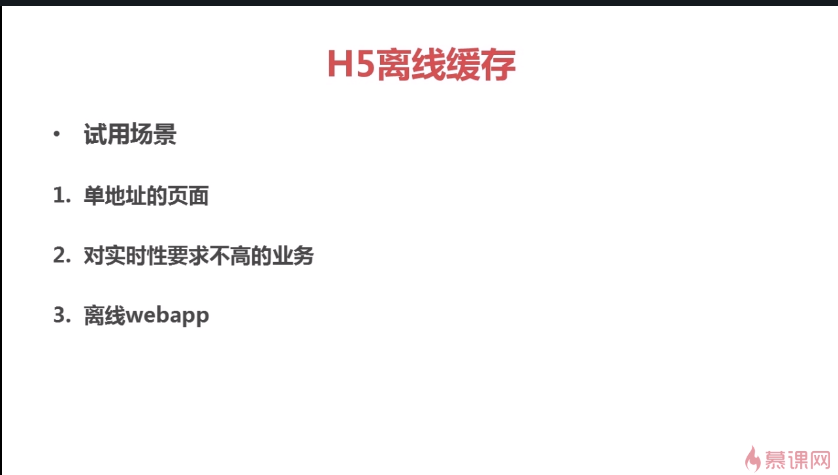 H5离线缓存
• 试用场景
1. 单地址的页面
2. 对实时性要求不高的业务
3. 离线webapp
慕课网